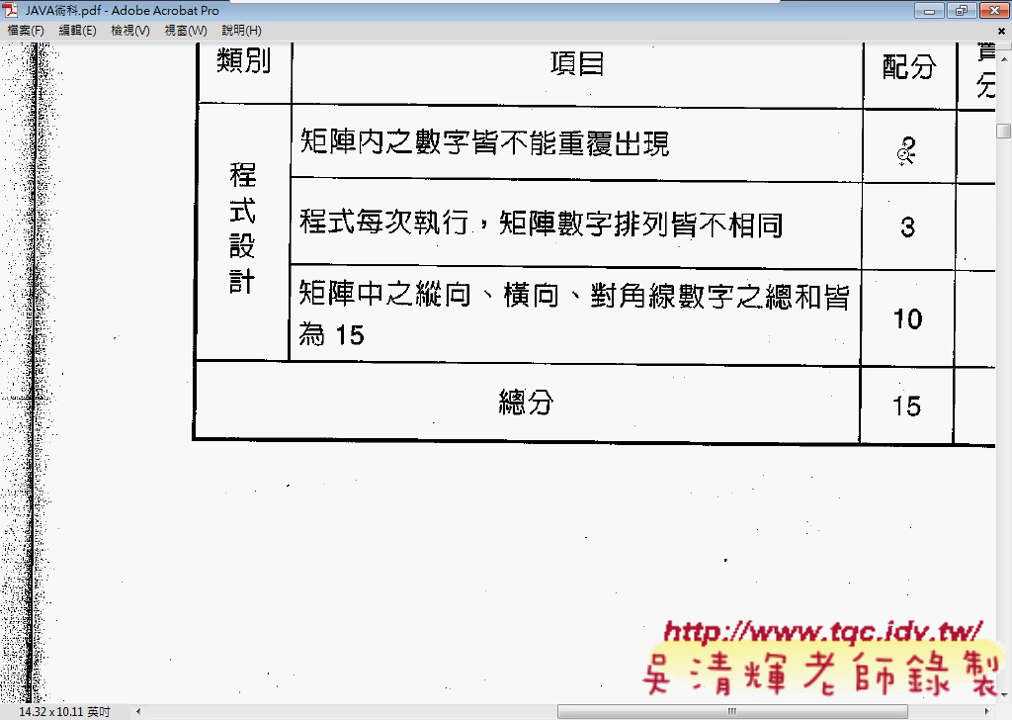 JAVA術科.pdf - Adobe Acrobat Pro
檔案(F) 編輯(E) 檢視(V) 視窗(W) 說明(H)
類別 項目 配分
程式設計
矩陣內之數字皆不能重覆出現 2
程式每次執行，矩陣數字排列皆不相同 3
矩陣中之縱向、橫向、對角線數字之總和皆
為 15 10
總分 15
http://www.tqc.idv.tw/
吳清輝老師錄製
14.32 x 10.11 英吋